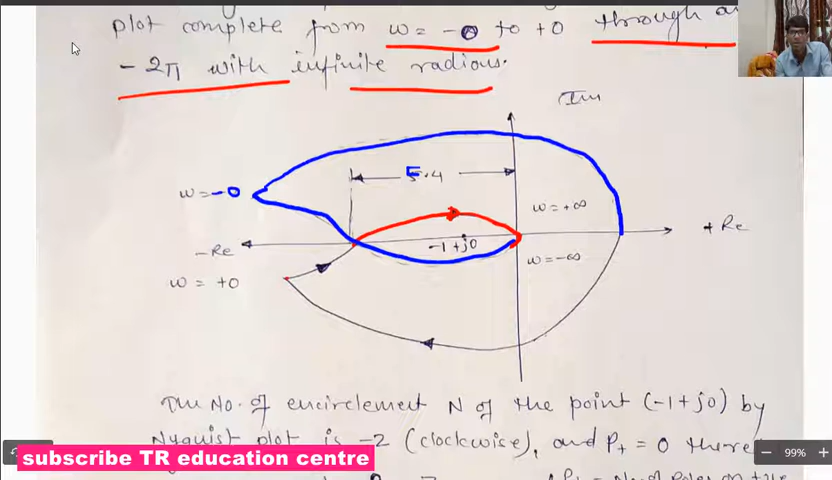 plot complete from w = -0 to +0 through a
-2π with infinite radious.
Im
5.4
w = -0
w = +∞
-Re
-1+j0
+Re
w = -∞
w = +0
The No. of encirclement N of the point (-1+j0) by
Nyquist plot is -2 (clockwise), and P+ = 0 there
subscribe TR education centre
99%